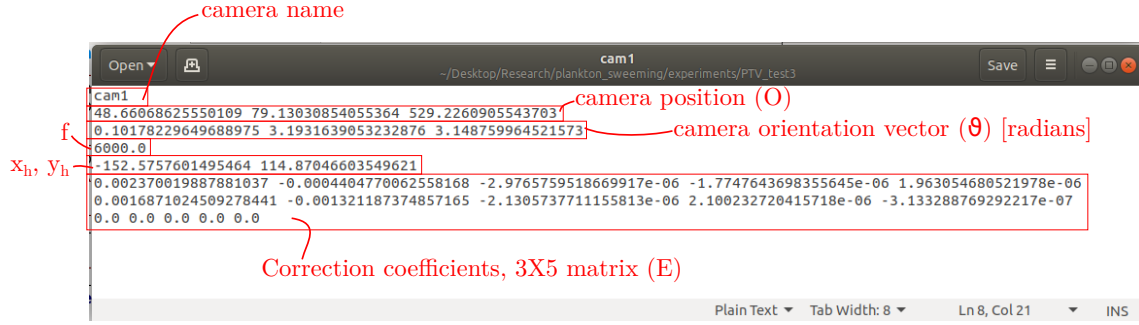 camera name
Open
cam1
~/Desktop/Research/plankton_sweeming/experiments/PTV_test3
Save
cam1
48.66068625550109 79.13030854055364 529.2260905543703
camera position (O)
0.10178229649688975 3.1931639053232876 3.148759964521573
camera orientation vector (ϑ) [radians]
f
6000.0
xₕ, yₕ
-152.5757601495464 114.87046603549621
0.002370019887881037 -0.0004404770062558168 -2.9765759518669917e-06 -1.7747643698355645e-06 1.963054680521978e-06
0.0016871024509278441 -0.001321187374857165 -2.1305737711155813e-06 2.100232720415718e-06 -3.133288769292217e-07
0.0 0.0 0.0 0.0 0.0
Correction coefficients, 3X5 matrix (E)
Plain Text Tab Width: 8 Ln 8, Col 21 INS